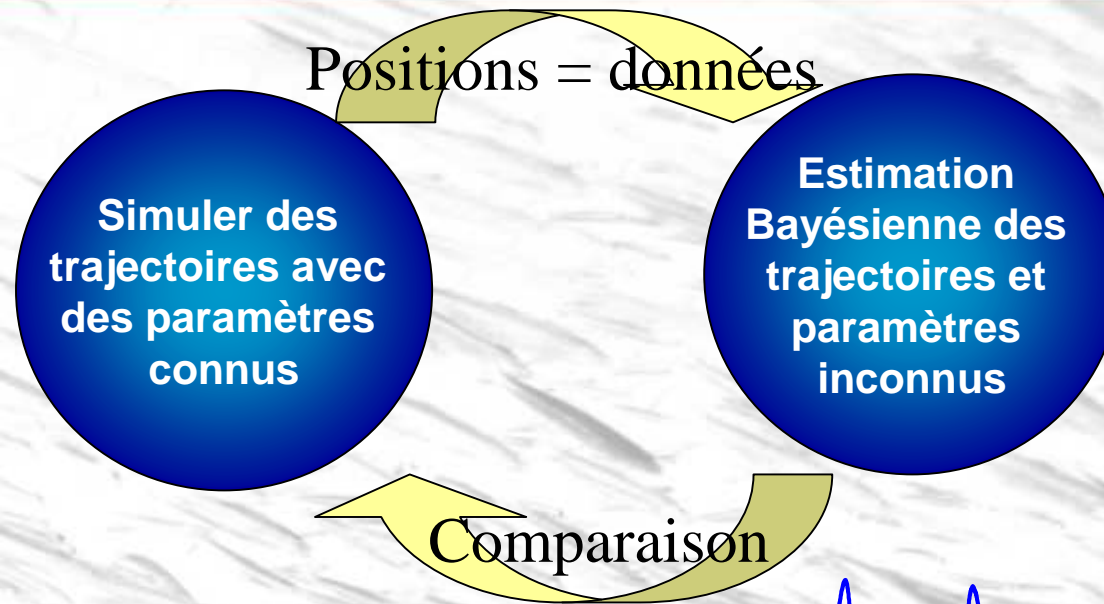 Positions = données
Simuler des
trajectoires avec
des paramètres
connus
Estimation
Bayésienne des
trajectoires et
paramètres
inconnus
Comparaison